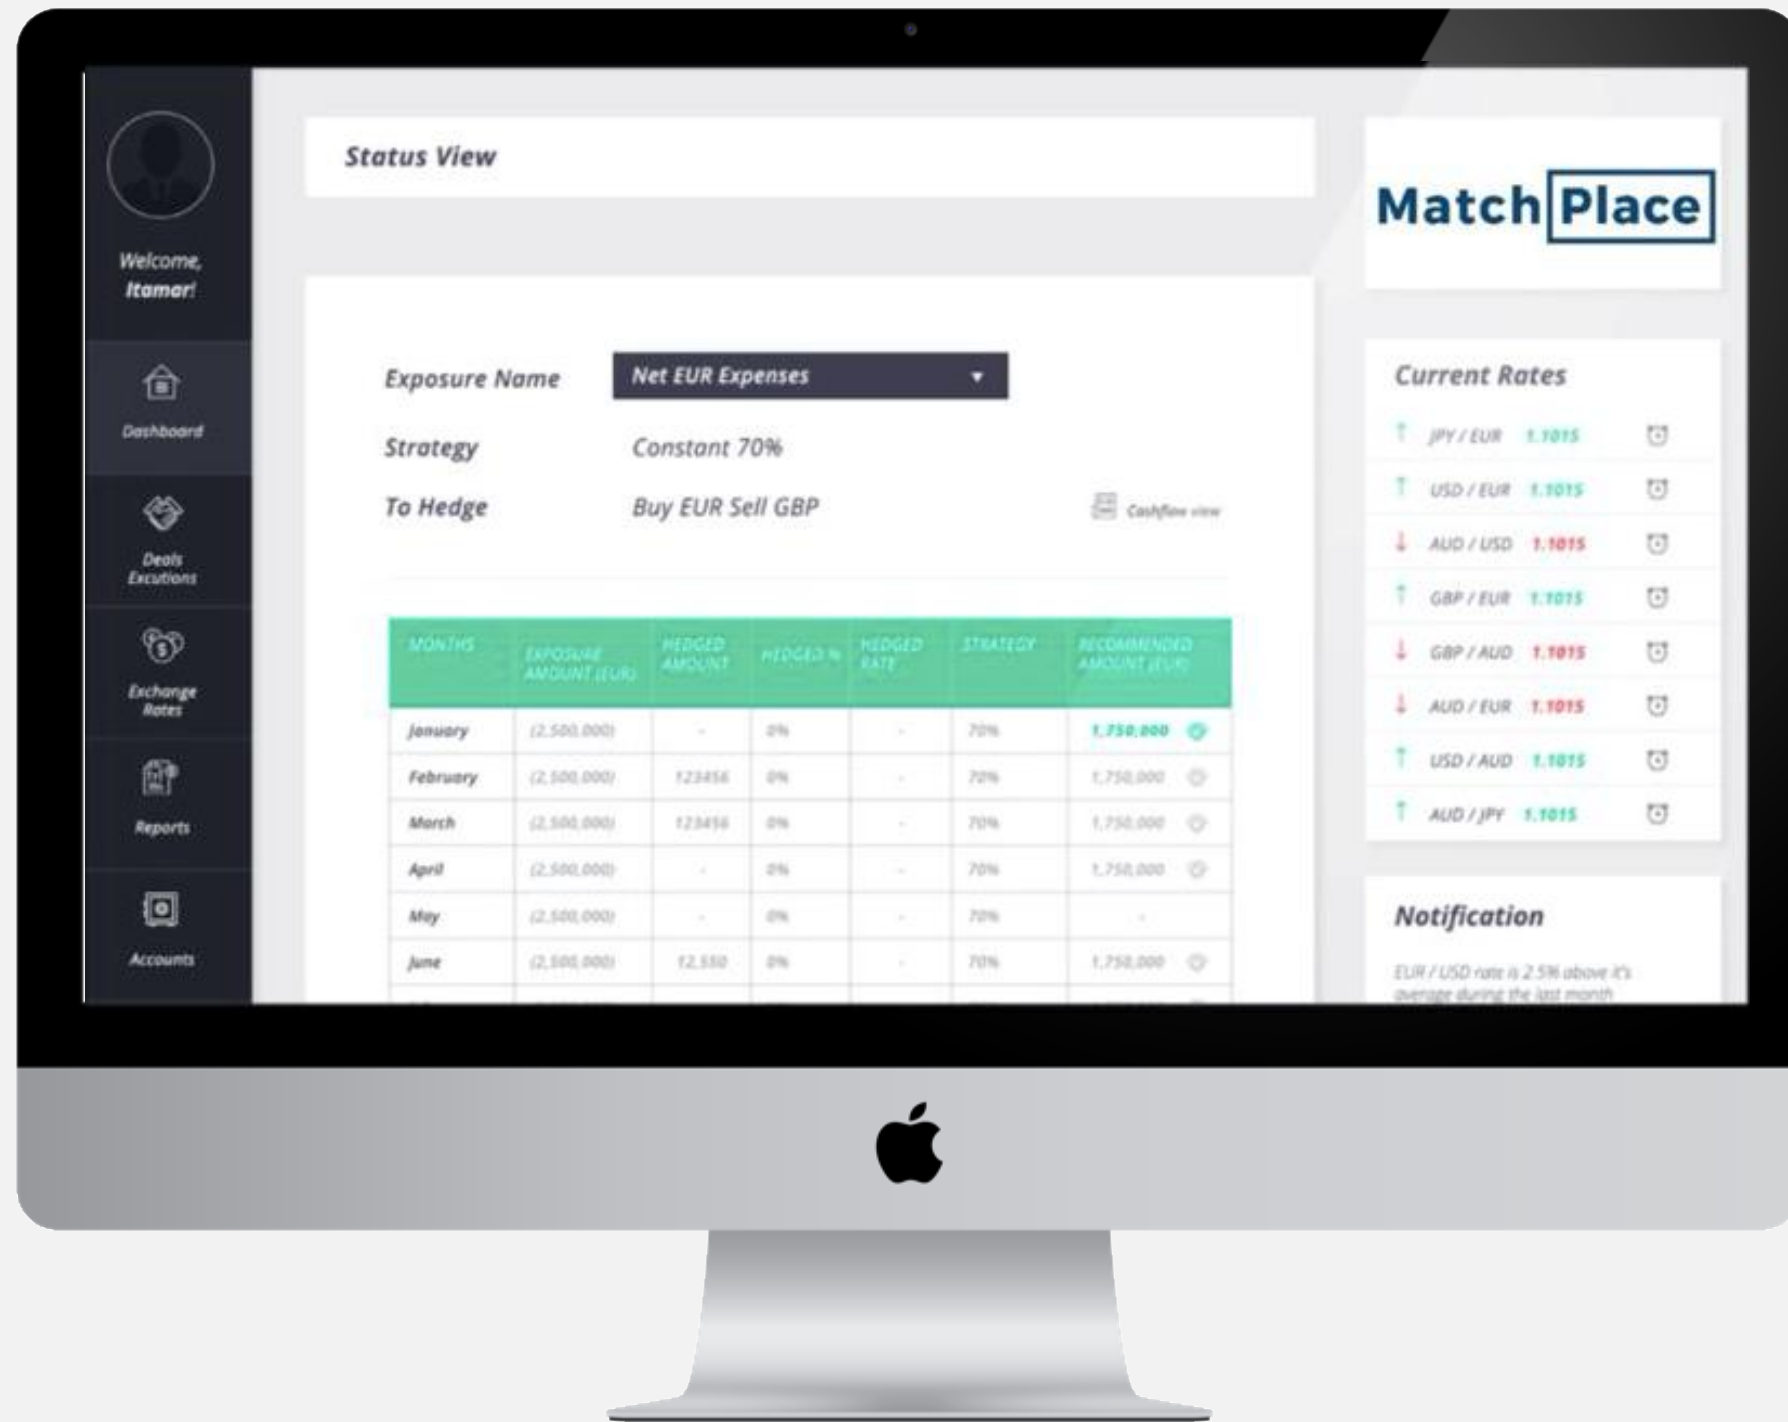 Welcome,
Itamar!
Dashboard
Deals
Excutions
Exchange
Rates
Reports
Accounts
Status View
Exposure Name Net EUR Expenses
Strategy Constant 70%
To Hedge Buy EUR Sell GBP
Cashflow view
MONTHS EXPOSURE AMOUNT (EUR) HEDGED AMOUNT HEDGED % HEDGED RATE STRATEGY RECOMMENDED AMOUNT (EUR)
January (2,500,000) - 0% - 70% 1,750,000
February (2,500,000) 123456 0% - 70% 1,750,000
March (2,500,000) 123456 0% - 70% 1,750,000
April (2,500,000) - 0% - 70% 1,750,000
May (2,500,000) - 0% - 70% -
June (2,500,000) 12,550 0% - 70% 1,750,000
Match Place
Current Rates
JPY / EUR 1.1015
USD / EUR 1.1015
AUD / USD 1.1015
GBP / EUR 1.1015
GBP / AUD 1.1015
AUD / EUR 1.1015
USD / AUD 1.1015
AUD / JPY 1.1015
Notification
EUR / USD rate is 2.5% above it's
average during the last month